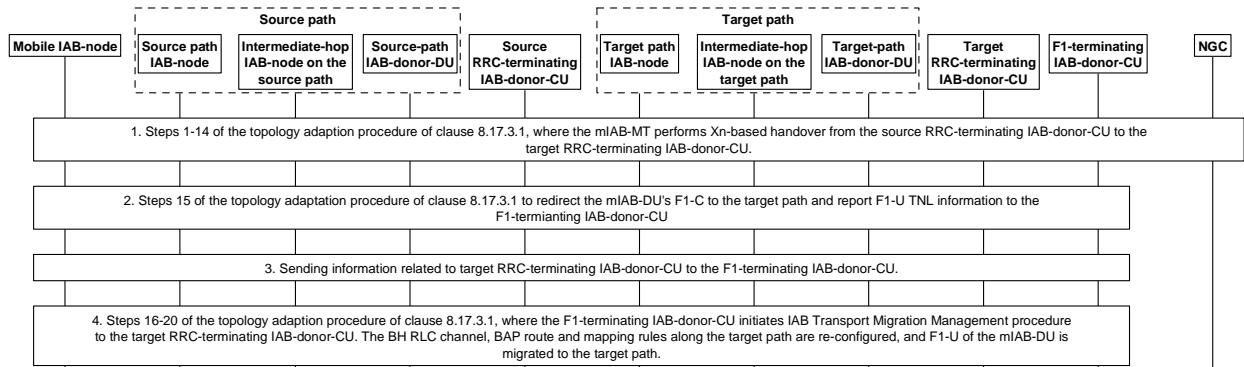 Source path
Target path
Mobile IAB-node
Source path
IAB-node
Intermediate-hop
IAB-node on the
source path
Source-path
IAB-donor-DU
Source
RRC-terminating
IAB-donor-CU
Target path
IAB-node
Intermediate-hop
IAB-node on the
target path
Target-path
IAB-donor-DU
Target
RRC-terminating
IAB-donor-CU
F1-terminating
IAB-donor-CU
NGC
1. Steps 1-14 of the topology adaption procedure of clause 8.17.3.1, where the mIAB-MT performs Xn-based handover from the source RRC-terminating IAB-donor-CU to the
target RRC-terminating IAB-donor-CU.
2. Steps 15 of the topology adaptation procedure of clause 8.17.3.1 to redirect the mIAB-DU's F1-C to the target path and report F1-U TNL information to the
F1-termianting IAB-donor-CU
3. Sending information related to target RRC-terminating IAB-donor-CU to the F1-terminating IAB-donor-CU.
4. Steps 16-20 of the topology adaption procedure of clause 8.17.3.1, where the F1-terminating IAB-donor-CU initiates IAB Transport Migration Management procedure
to the target RRC-terminating IAB-donor-CU. The BH RLC channel, BAP route and mapping rules along the target path are re-configured, and F1-U of the mIAB-DU is
migrated to the target path.